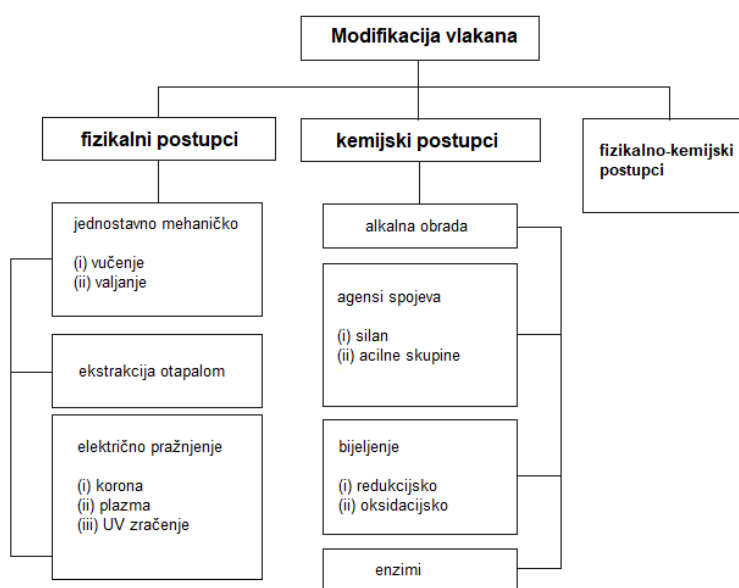 Modifikacija vlakana
fizikalni postupci
kemijski postupci
fizikalno-kemijski
postupci
jednostavno mehaničko
(i) vučenje
(ii) valjanje
ekstrakcija otapalom
električno pražnjenje
(i) korona
(ii) plazma
(iii) UV zračenje
alkalna obrada
agensi spojeva
(i) silan
(ii) acilne skupine
bijeljenje
(i) redukcijsko
(ii) oksidacijsko
enzimi